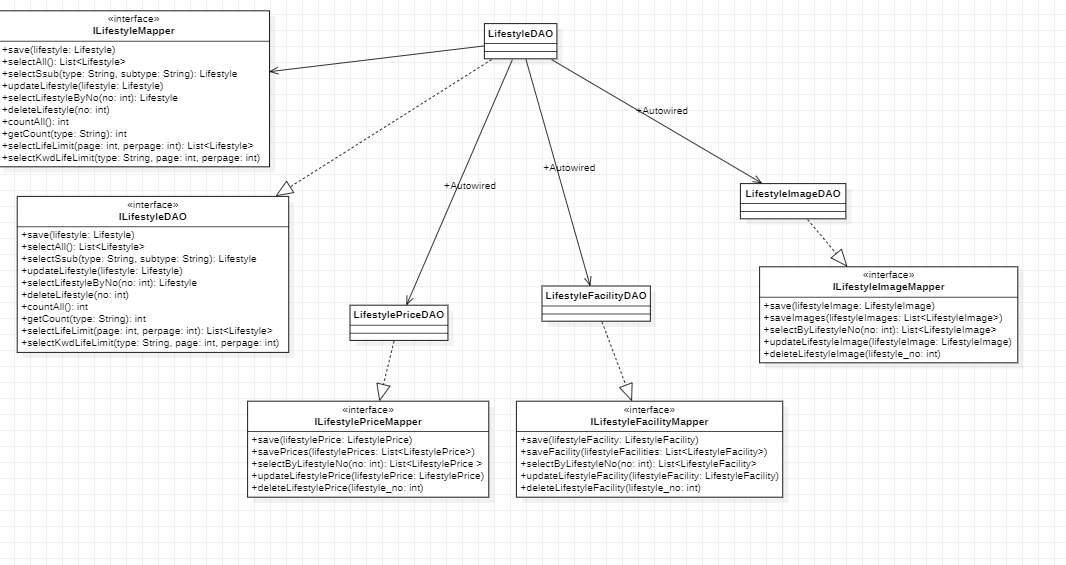 «interface»
ILifestyleMapper
+save(lifestyle: Lifestyle)
+selectAll(): List<Lifestyle>
+selectSsub(type: String, subtype: String): Lifestyle
+updateLifestyle(lifestyle: Lifestyle)
+selectLifestyleByNo(no: int): Lifestyle
+deleteLifestyle(no: int)
+countAll(): int
+getCount(type: String): int
+selectLifeLimit(page: int, perpage: int): List<Lifestyle>
+selectKwdLifeLimit(type: String, page: int, perpage: int)
LifestyleDAO
+Autowired
+Autowired
+Autowired
«interface»
ILifestyleDAO
+save(lifestyle: Lifestyle)
+selectAll(): List<Lifestyle>
+selectSsub(type: String, subtype: String): Lifestyle
+updateLifestyle(lifestyle: Lifestyle)
+selectLifestyleByNo(no: int): Lifestyle
+deleteLifestyle(no: int)
+countAll(): int
+getCount(type: String): int
+selectLifeLimit(page: int, perpage: int): List<Lifestyle>
+selectKwdLifeLimit(type: String, page: int, perpage: int)
LifestyleImageDAO
«interface»
ILifestyleImageMapper
+save(lifestyleImage: LifestyleImage)
+saveImages(lifestyleImages: List<LifestyleImage>)
+selectByLifestyleNo(no: int): List<LifestyleImage>
+updateLifestyleImage(lifestyleImage: LifestyleImage)
+deleteLifestyleImage(lifestyle_no: int)
LifestylePriceDAO
LifestyleFacilityDAO
«interface»
ILifestylePriceMapper
+save(lifestylePrice: LifestylePrice)
+savePrices(lifestylePrices: List<LifestylePrice>)
+selectByLifestyleNo(no: int): List<LifestylePrice >
+updateLifestylePrice(lifestylePrice: LifestylePrice)
+deleteLifestylePrice(lifestyle_no: int)
«interface»
ILifestyleFacilityMapper
+save(lifestyleFacility: LifestyleFacility)
+saveFacility(lifestyleFacilities: List<LifestyleFacility>)
+selectByLifestyleNo(no: int): List<LifestyleFacility>
+updateLifestyleFacility(lifestyleFacility: LifestyleFacility)
+deleteLifestyleFacility(lifestyle_no: int)